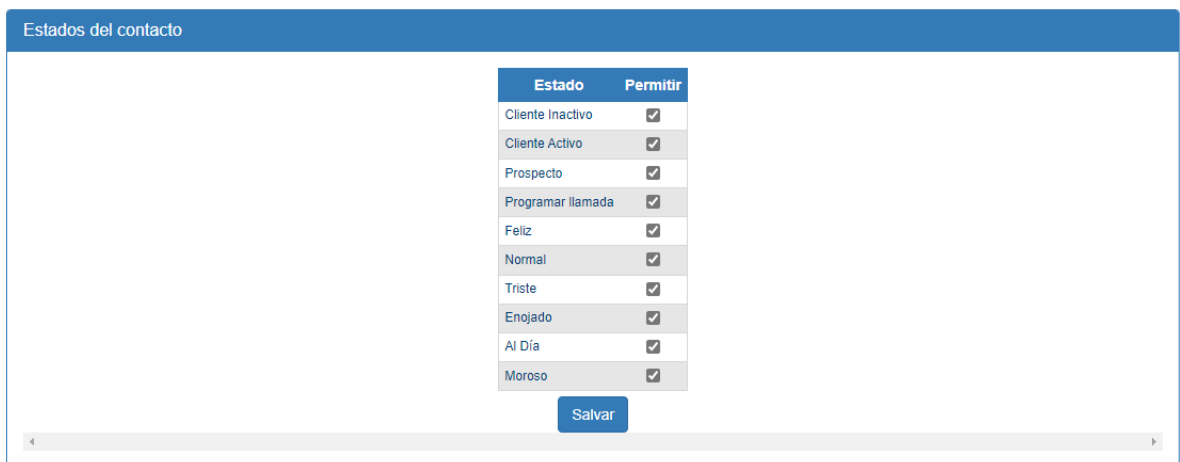 Estados del contacto
Estado Permitir
Cliente Inactivo
Cliente Activo
Prospecto
Programar llamada
Feliz
Normal
Triste
Enojado
Al Día
Moroso
Salvar